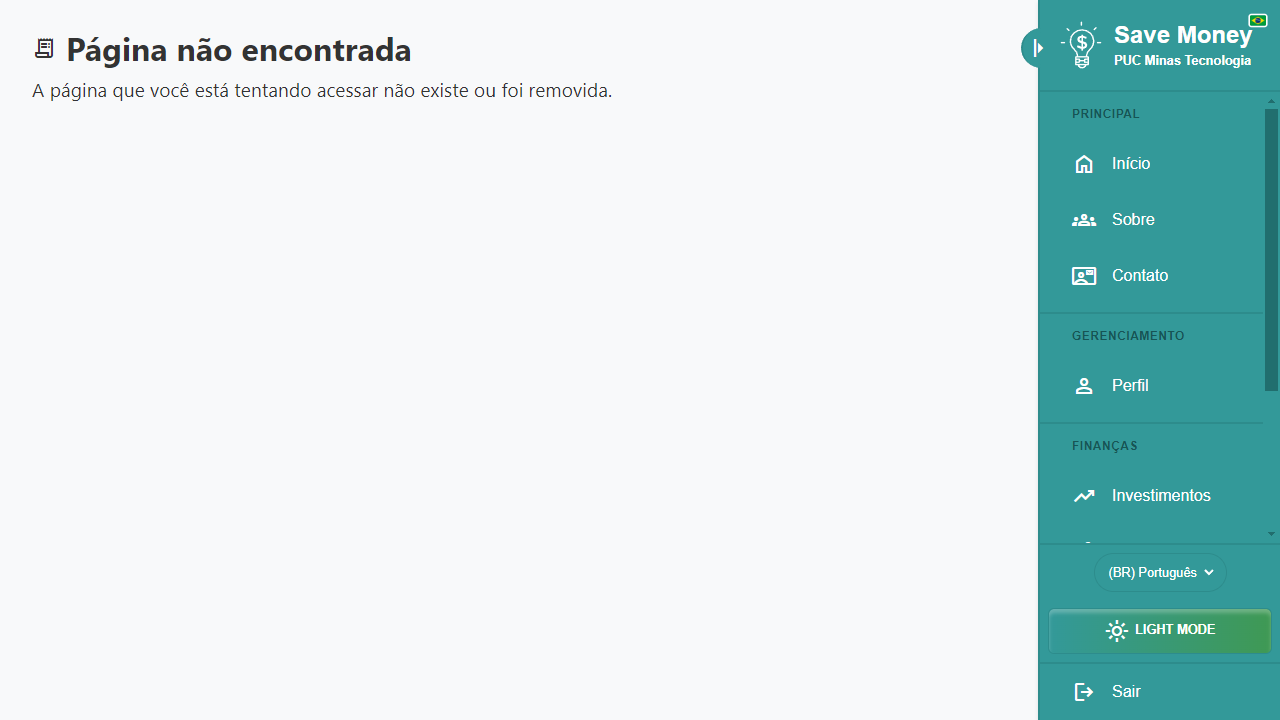 Página não encontrada
A página que você está tentando acessar não existe ou foi removida.
Save Money
PUC Minas Tecnologia
PRINCIPAL
Início
Sobre
Contato
GERENCIAMENTO
Perfil
FINANÇAS
Investimentos
(BR) Português
LIGHT MODE
Sair